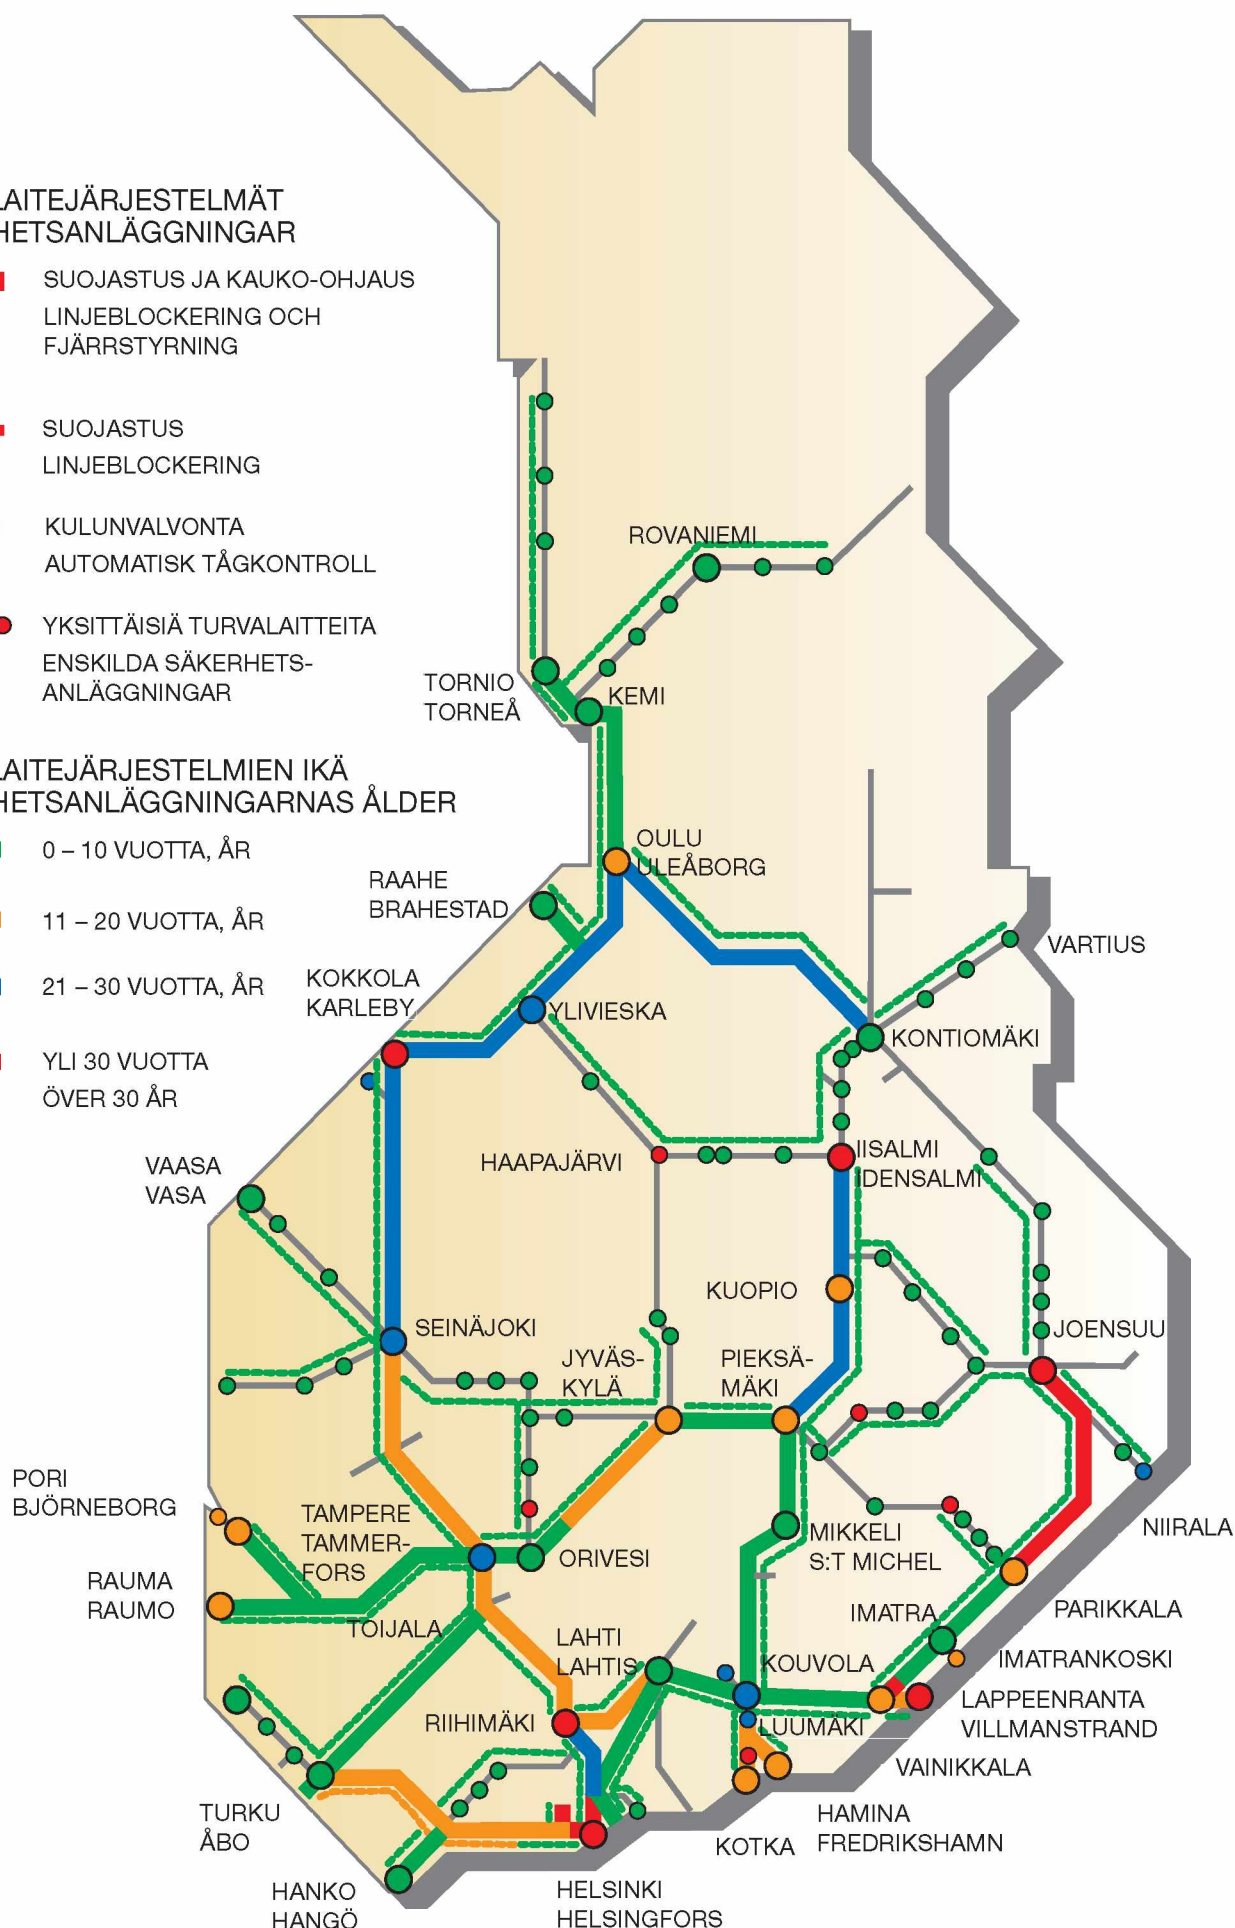 LAITEJÄRJESTELMÄT
HETSANLÄGGNINGAR
SUOJASTUS JA KAUKO-OHJAUS
LINJEBLOCKERING OCH
FJÄRRSTYRNING
SUOJASTUS
LINJEBLOCKERING
KULUNVALVONTA
AUTOMATISK TÅGKONTROLL
YKSITTÄISIÄ TURVALAITTEITA
ENSKILDA SÄKERHETS-
ANLÄGGNINGAR
LAITEJÄRJESTELMIEN IKÄ
HETSANLÄGGNINGARNAS ÅLDER
0 – 10 VUOTTA, ÅR
11 – 20 VUOTTA, ÅR
21 – 30 VUOTTA, ÅR
YLI 30 VUOTTA
ÖVER 30 ÅR
ROVANIEMI
TORNIO
TORNEÅ
KEMI
OULU
ULEÅBORG
RAAHE
BRAHESTAD
VARTIUS
KOKKOLA
KARLEBY
YLIVIESKA
KONTIOMÄKI
HAAPAJÄRVI
IISALMI
IDENSALMI
VAASA
VASA
KUOPIO
SEINÄJOKI
JOENSUU
JYVÄS-
KYLÄ
PIEKSÄ-
MÄKI
PORI
BJÖRNEBORG
TAMPERE
TAMMER-
FORS
ORIVESI
MIKKELI
S:T MICHEL
NIIRALA
RAUMA
RAUMO
TOIJALA
IMATRA
PARIKKALA
LAHTI
LAHTIS
KOUVOLA
IMATRANKOSKI
RIIHIMÄKI
LUUMÄKI
LAPPEENRANTA
VILLMANSTRAND
VAINIKKALA
TURKU
ÅBO
HAMINA
FREDRIKSHAMN
KOTKA
HANKO
HANGÖ
HELSINKI
HELSINGFORS